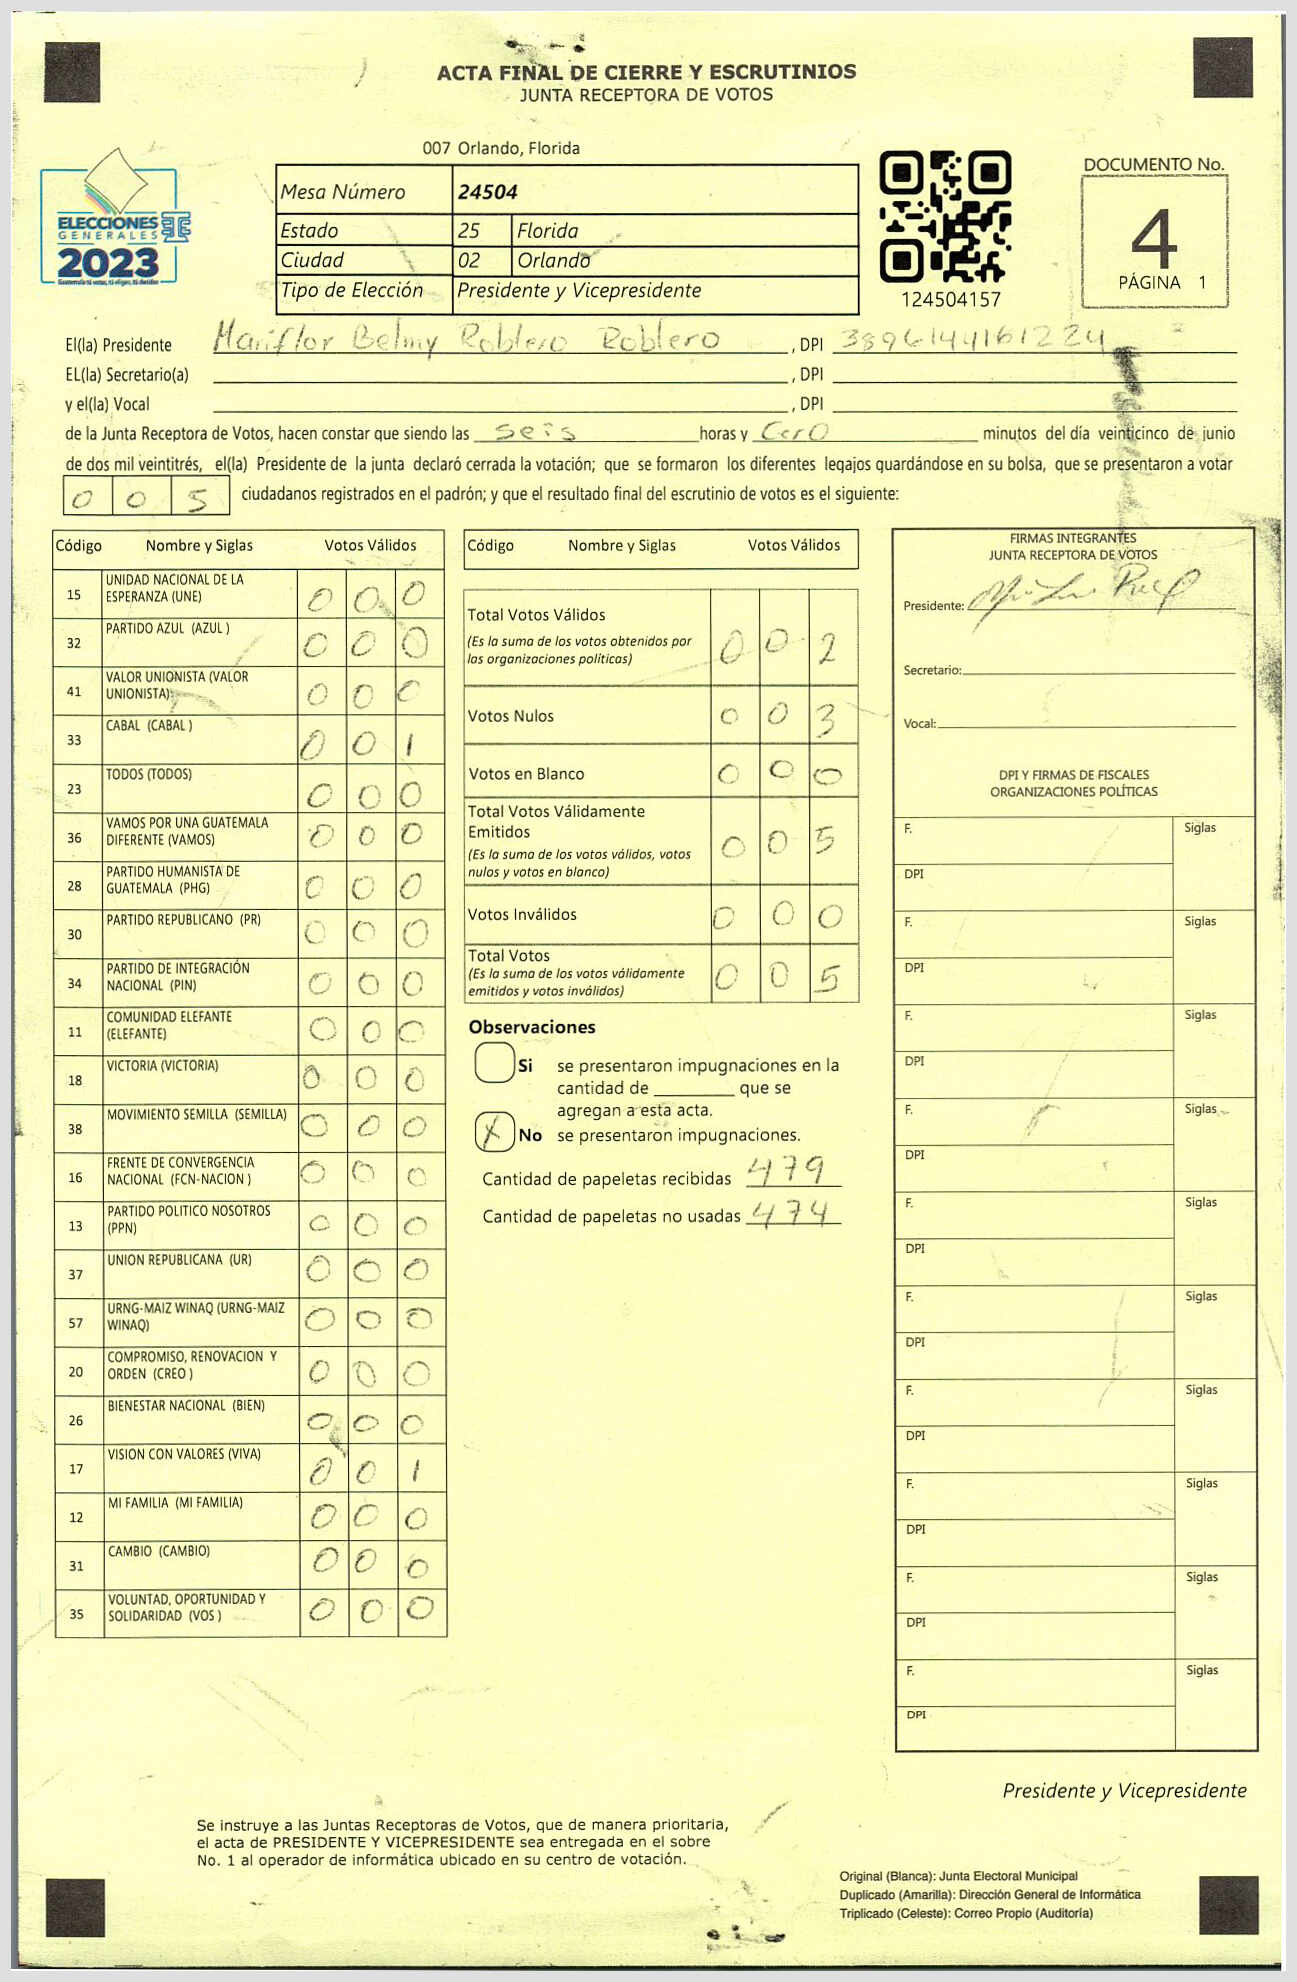 ACTA FINAL DE CIERRE Y ESCRUTINIOS
JUNTA RECEPTORA DE VOTOS
007 Orlando, Florida
ELECCIONES
GENERALES
2023
Mesa Número 24504
Estado 25 Florida
Ciudad 02 Orlando
Tipo de Elección Presidente y Vicepresidente
124504157
DOCUMENTO No.
4
PÁGINA 1
El(la) Presidente Mariflor Belmy Roblero Roblero , DPI 3896144161224
EL(la) Secretario(a) , DPI
y el(la) Vocal , DPI
de la Junta Receptora de Votos, hacen constar que siendo las seis horas y cero minutos del día veinticinco de junio
de dos mil veintitrés, el(la) Presidente de la junta declaró cerrada la votación; que se formaron los diferentes legajos guardándose en su bolsa, que se presentaron a votar
0 0 5 ciudadanos registrados en el padrón; y que el resultado final del escrutinio de votos es el siguiente:
Código Nombre y Siglas Votos Válidos
15 UNIDAD NACIONAL DE LA
ESPERANZA (UNE) 0 0 0
32 PARTIDO AZUL (AZUL ) 0 0 0
41 VALOR UNIONISTA (VALOR
UNIONISTA) 0 0 0
33 CABAL (CABAL ) 0 0 1
23 TODOS (TODOS) 0 0 0
36 VAMOS POR UNA GUATEMALA
DIFERENTE (VAMOS) 0 0 0
28 PARTIDO HUMANISTA DE
GUATEMALA (PHG) 0 0 0
30 PARTIDO REPUBLICANO (PR) 0 0 0
34 PARTIDO DE INTEGRACIÓN
NACIONAL (PIN) 0 0 0
11 COMUNIDAD ELEFANTE
(ELEFANTE) 0 0 0
18 VICTORIA (VICTORIA) 0 0 0
38 MOVIMIENTO SEMILLA (SEMILLA) 0 0 0
16 FRENTE DE CONVERGENCIA
NACIONAL (FCN-NACION ) 0 0 0
13 PARTIDO POLITICO NOSOTROS
(PPN) 0 0 0
37 UNION REPUBLICANA (UR) 0 0 0
57 URNG-MAIZ WINAQ (URNG-MAIZ
WINAQ) 0 0 0
20 COMPROMISO, RENOVACION Y
ORDEN (CREO ) 0 0 0
26 BIENESTAR NACIONAL (BIEN) 0 0 0
17 VISION CON VALORES (VIVA) 0 0 1
12 MI FAMILIA (MI FAMILIA) 0 0 0
31 CAMBIO (CAMBIO) 0 0 0
35 VOLUNTAD, OPORTUNIDAD Y
SOLIDARIDAD (VOS ) 0 0 0
Código Nombre y Siglas Votos Válidos
Total Votos Válidos
(Es la suma de los votos obtenidos por
las organizaciones políticas) 0 0 2
Votos Nulos 0 0 3
Votos en Blanco 0 0 0
Total Votos Válidamente
Emitidos
(Es la suma de los votos válidos, votos
nulos y votos en blanco) 0 0 5
Votos Inválidos 0 0 0
Total Votos
(Es la suma de los votos válidamente
emitidos y votos inválidos) 0 0 5
Observaciones
Si se presentaron impugnaciones en la
cantidad de ________ que se
agregan a esta acta.
X No se presentaron impugnaciones.
Cantidad de papeletas recibidas 479
Cantidad de papeletas no usadas 474
FIRMAS INTEGRANTES
JUNTA RECEPTORA DE VOTOS
Presidente:
Secretario:
Vocal:
DPI Y FIRMAS DE FISCALES
ORGANIZACIONES POLÍTICAS
F. Siglas
DPI
F. Siglas
DPI
F. Siglas
DPI
F. Siglas
DPI
F. Siglas
DPI
F. Siglas
DPI
F. Siglas
DPI
F. Siglas
DPI
F. Siglas
DPI
F. Siglas
DPI
Presidente y Vicepresidente
Se instruye a las Juntas Receptoras de Votos, que de manera prioritaria,
el acta de PRESIDENTE Y VICEPRESIDENTE sea entregada en el sobre
No. 1 al operador de informática ubicado en su centro de votación.
Original (Blanca): Junta Electoral Municipal
Duplicado (Amarilla): Dirección General de Informática
Triplicado (Celeste): Correo Propio (Auditoría)